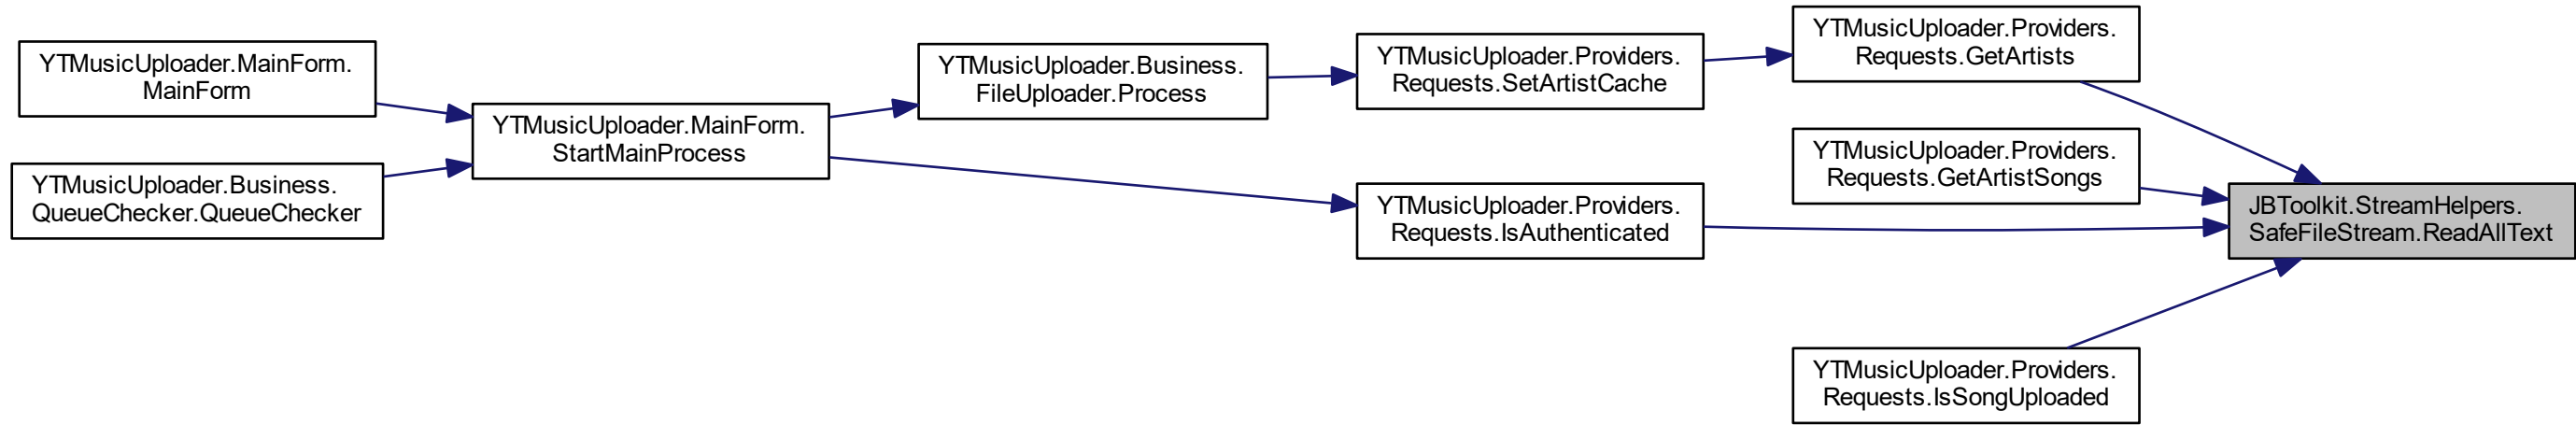 YTMusicUploader.MainForm.
MainForm
YTMusicUploader.Business.
QueueChecker.QueueChecker
YTMusicUploader.MainForm.
StartMainProcess
YTMusicUploader.Business.
FileUploader.Process
YTMusicUploader.Providers.
Requests.SetArtistCache
YTMusicUploader.Providers.
Requests.IsAuthenticated
YTMusicUploader.Providers.
Requests.GetArtists
YTMusicUploader.Providers.
Requests.GetArtistSongs
YTMusicUploader.Providers.
Requests.IsSongUploaded
JBToolkit.StreamHelpers.
SafeFileStream.ReadAllText